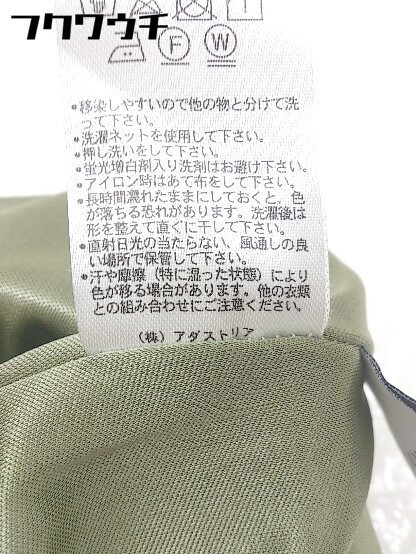 フクウクチ
F W
•移染しやすいので他の物と分けて洗
って下さい。
•洗濯ネットを使用して下さい。
•押し洗いをして下さい。
•蛍光増白剤入り洗剤はお避け下さい。
•アイロン時はあて布をして下さい。
•長時間濡れたままにしておくと、色
が落ちる恐れがあります。洗濯後は
形を整えて直ぐに干して下さい。
•直射日光の当たらない、風通しの良
い場所で保管して下さい。
•汗や摩擦（特に湿った状態）により
色が移る場合があります。他の衣類
との組み合わせにご注意ください。
（株）アダストリア